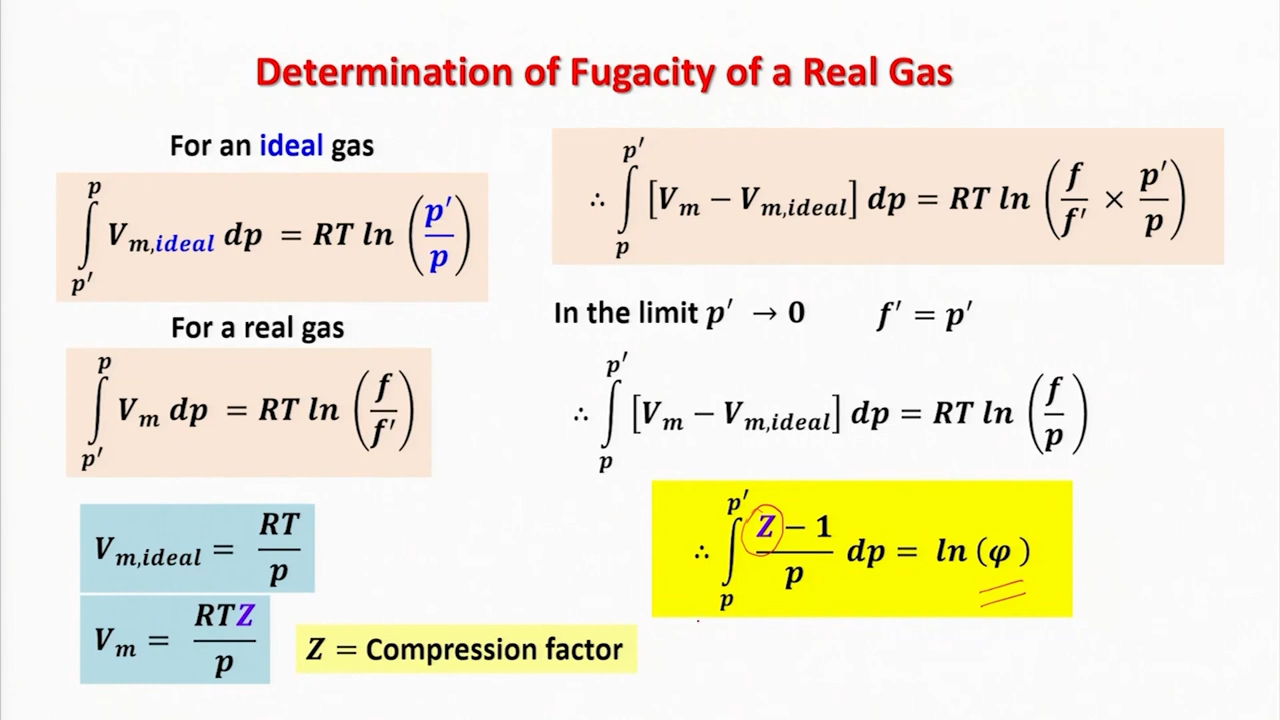 Determination of Fugacity of a Real Gas
For an ideal gas
∫_{p′}^{p} V_{m,ideal} dp = RT ln (p′/p)
For a real gas
∫_{p′}^{p} V_m dp = RT ln (f/f′)
V_{m,ideal} = RT/p
V_m = RTZ/p
Z = Compression factor
∴ ∫_{p}^{p′} [V_m − V_{m,ideal}] dp = RT ln (f/f′ × p′/p)
In the limit p′ → 0 f′ = p′
∴ ∫_{p}^{p′} [V_m − V_{m,ideal}] dp = RT ln (f/p)
∴ ∫_{p}^{p′} (Z − 1)/p dp = ln (φ)